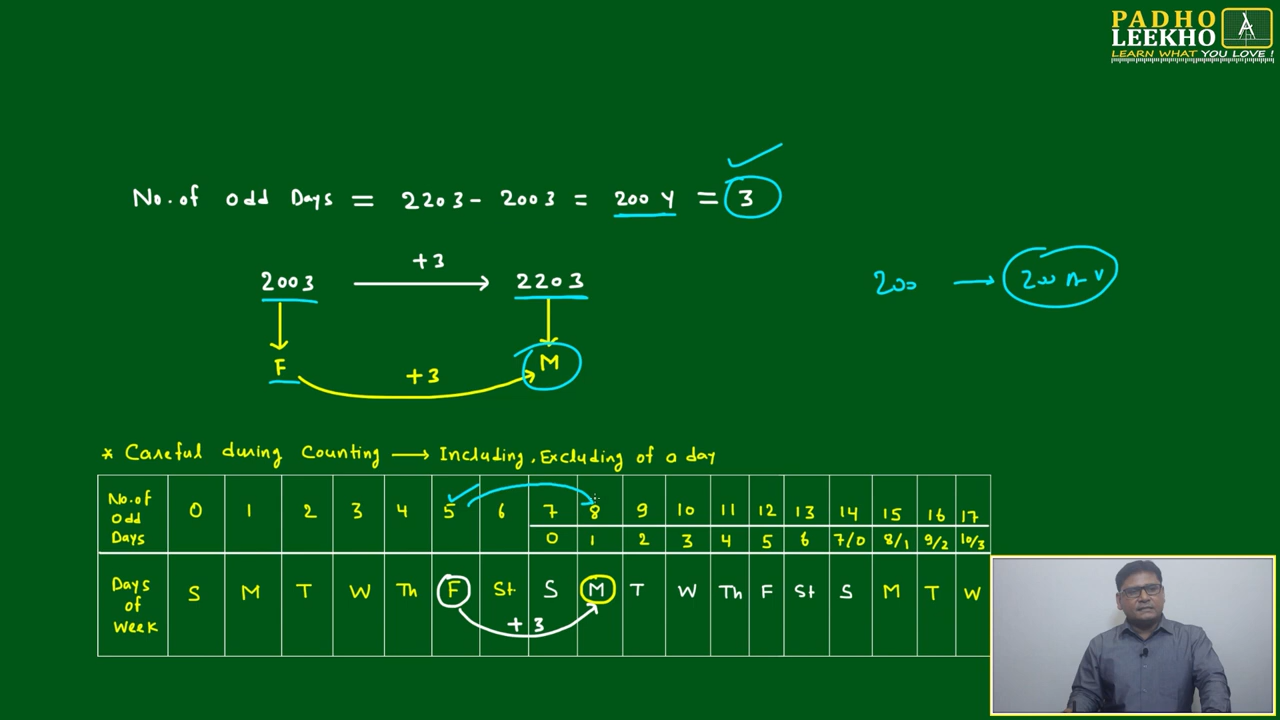 PADHO
LEEKHO
LEARN WHAT YOU LOVE !
No. of odd Days = 2203 - 2003 = 200 Y = 3
2003 +3 2203
200
F +3 M
* Careful during Counting → Including, Excluding of a day
No. of Odd Days 0 1 2 3 4 5 6 7 8 9 10 11 12 13 14 15 16 17
0 1 2 3 4 5 6 7/0 8/1 9/2 10/3
Days of Week S M T W Th F St S M T W Th F St S M T W
+3